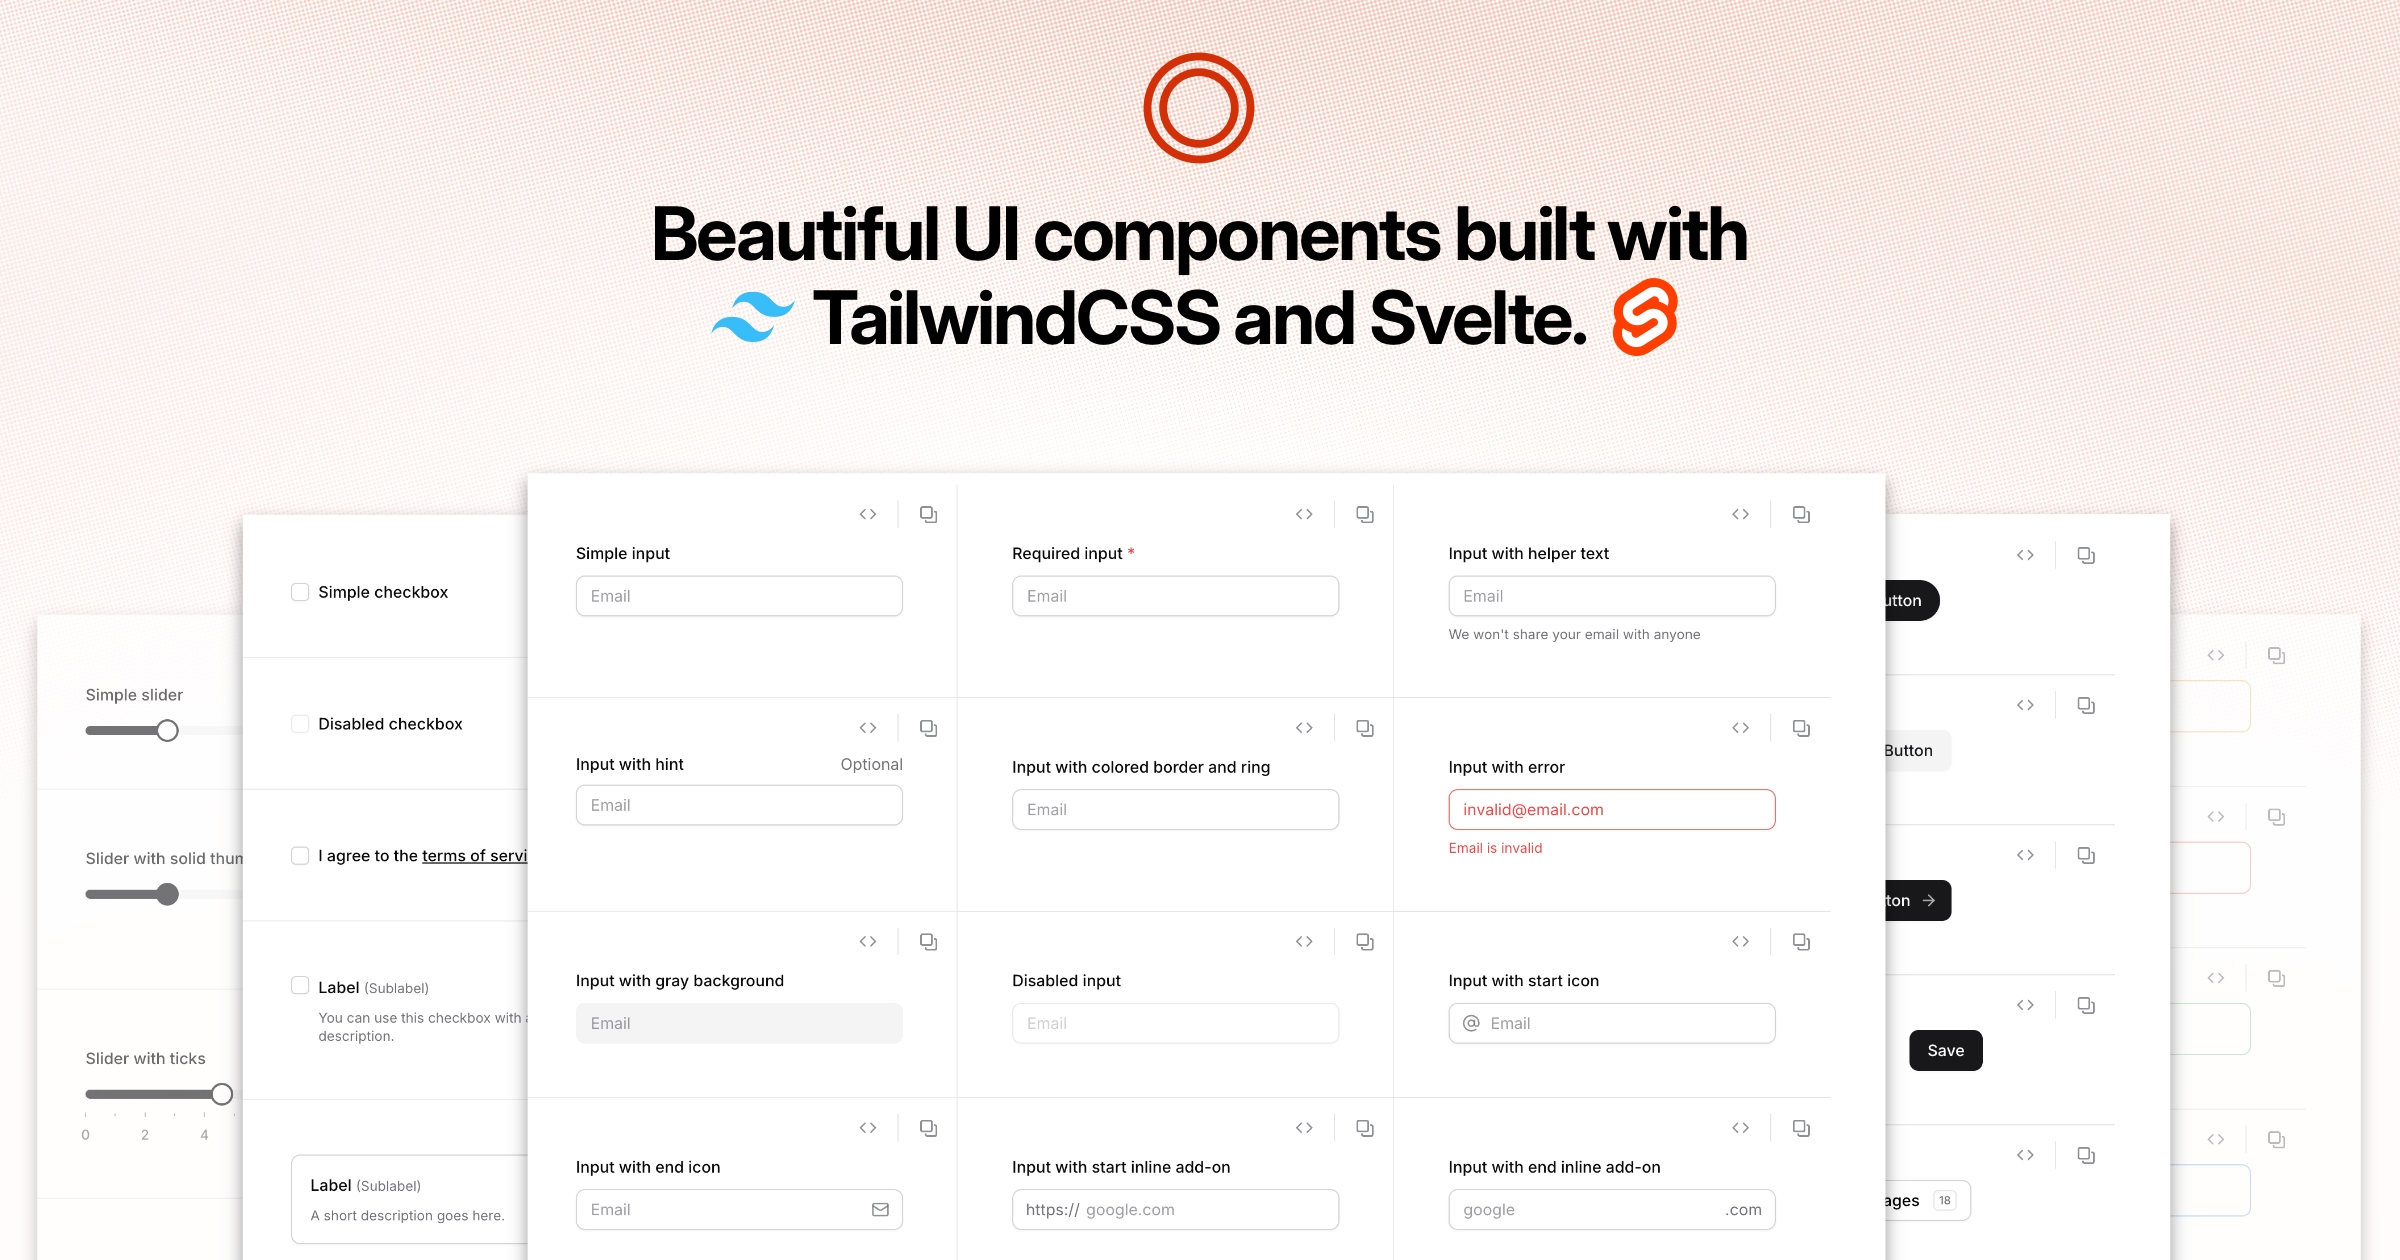 Beautiful UI components built with
TailwindCSS and Svelte.
Simple slider
Slider with solid
Slider with ticks
0 2 4
Simple checkbox
Disabled checkbox
I agree to the terms of
Label (Sublabel)
You can use this checkbox with
description.
Label (Sublabel)
A short description goes here.
Simple input
Email
Required input *
Email
Input with helper text
Email
We won't share your email with anyone
Input with hint Optional
Email
Input with colored border and ring
Email
Input with error
invalid@email.com
Email is invalid
Input with gray background
Email
Disabled input
Email
Input with start icon
@ Email
Input with end icon
Email
Input with start inline add-on
https:// google.com
Input with end inline add-on
google .com
Button
Save
18